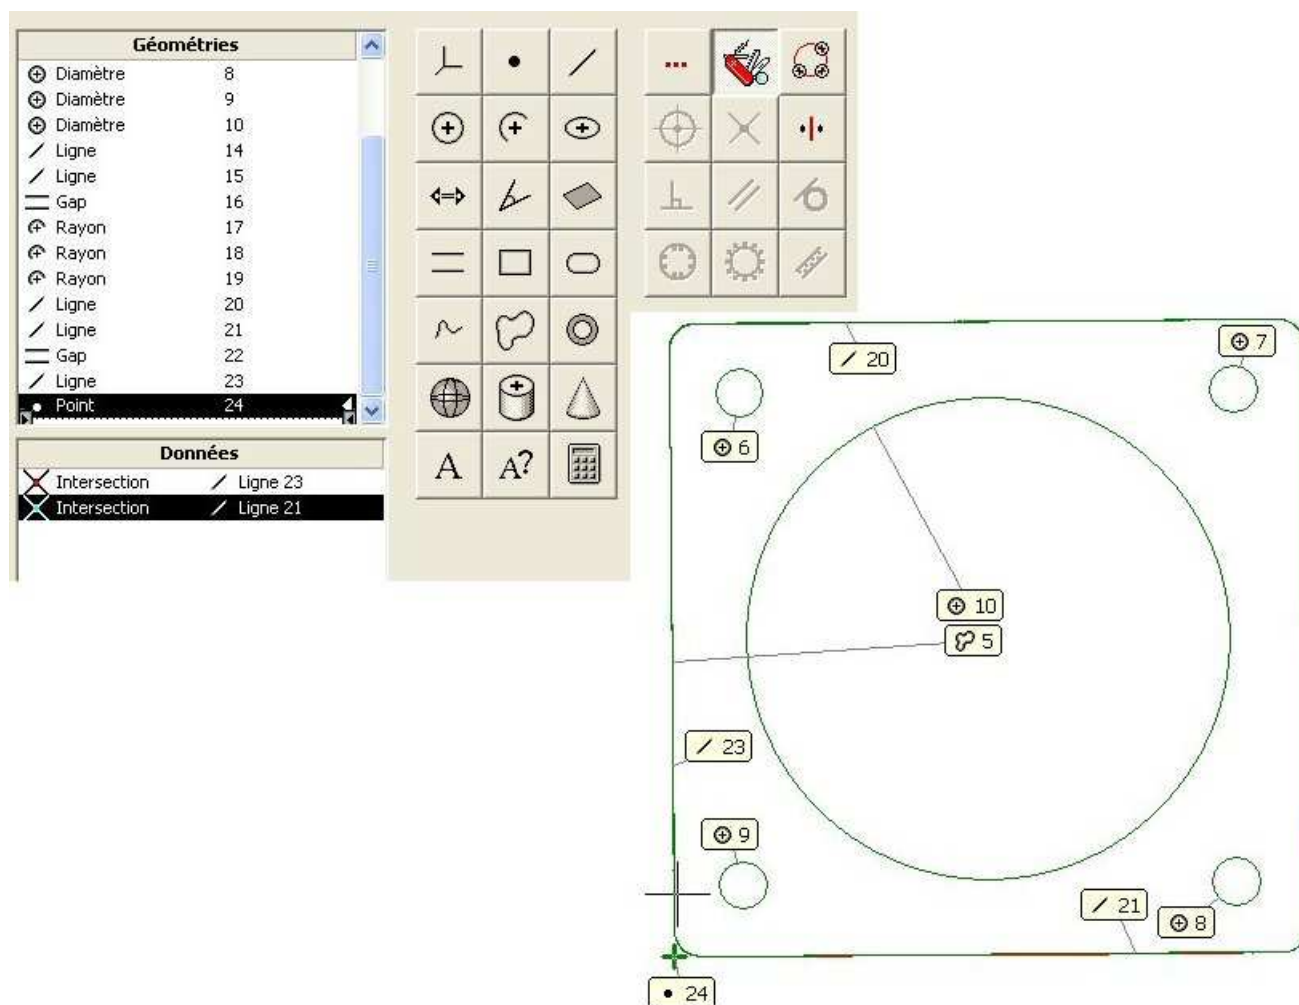 Géométries
Diamètre 8
Diamètre 9
Diamètre 10
Ligne 14
Ligne 15
Gap 16
Rayon 17
Rayon 18
Rayon 19
Ligne 20
Ligne 21
Gap 22
Ligne 23
Point 24
Données
Intersection Ligne 23
Intersection Ligne 21
A
A?
20
7
6
10
5
23
9
21
8
24